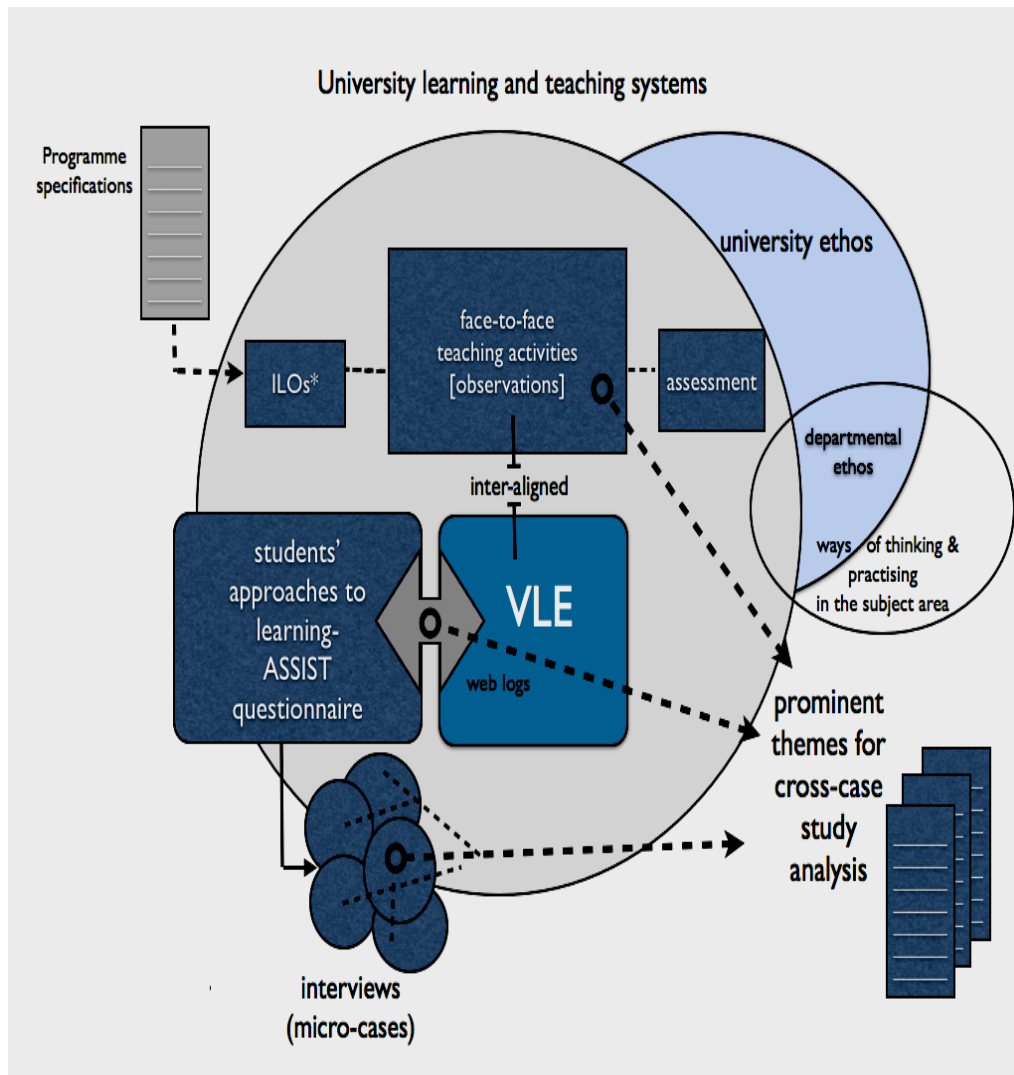 University learning and teaching systems
Programme
specifications
university ethos
face-to-face
teaching activities
[observations]
ILOs*
assessment
departmental
ethos
inter-aligned
ways of thinking &
practising
in the subject area
students'
approaches to
learning-
ASSIST
questionnaire
VLE
web logs
prominent
themes for
cross-case
study
analysis
interviews
(micro-cases)